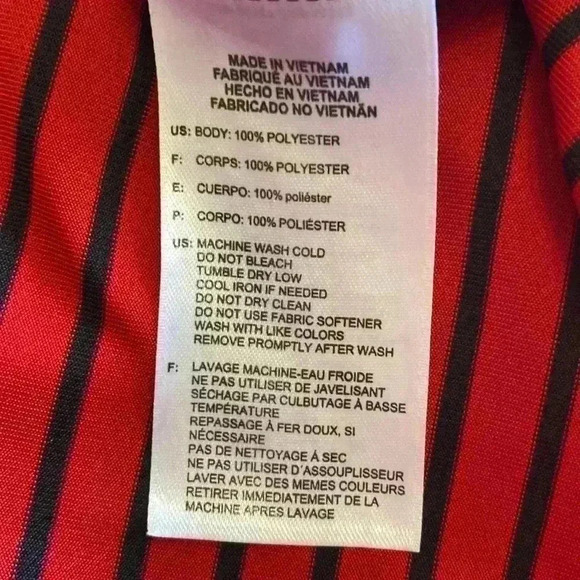 MADE IN VIETNAM
FABRIQUÉ AU VIETNAM
HECHO EN VIETNAM
FABRICADO NO VIETNÃN
US: BODY: 100% POLYESTER
F: CORPS: 100% POLYESTER
E: CUERPO: 100% poliéster
P: CORPO: 100% POLIÉSTER
US: MACHINE WASH COLD
DO NOT BLEACH
TUMBLE DRY LOW
COOL IRON IF NEEDED
DO NOT DRY CLEAN
DO NOT USE FABRIC SOFTENER
WASH WITH LIKE COLORS
REMOVE PROMPTLY AFTER WASH
F: LAVAGE MACHINE-EAU FROIDE
NE PAS UTILISER DE JAVELISANT
SÉCHAGE PAR CULBUTAGE À BASSE
TEMPÉRATURE
REPASSAGE À FER DOUX, SI
NÉCESSAIRE
PAS DE NETTOYAGE À SEC
NE PAS UTILISER D'ASSOUPLISSEUR
LAVER AVEC DES MEMES COULEURS
RETIRER IMMEDIATEMENT DE LA
MACHINE APRES LAVAGE